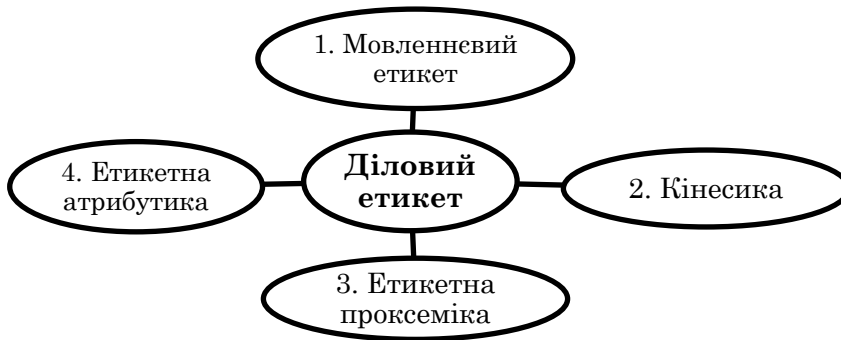 1. Мовленнєвий
етикет
4. Етикетна
атрибутика
Діловий
етикет
2. Кінесика
3. Етикетна
проксеміка